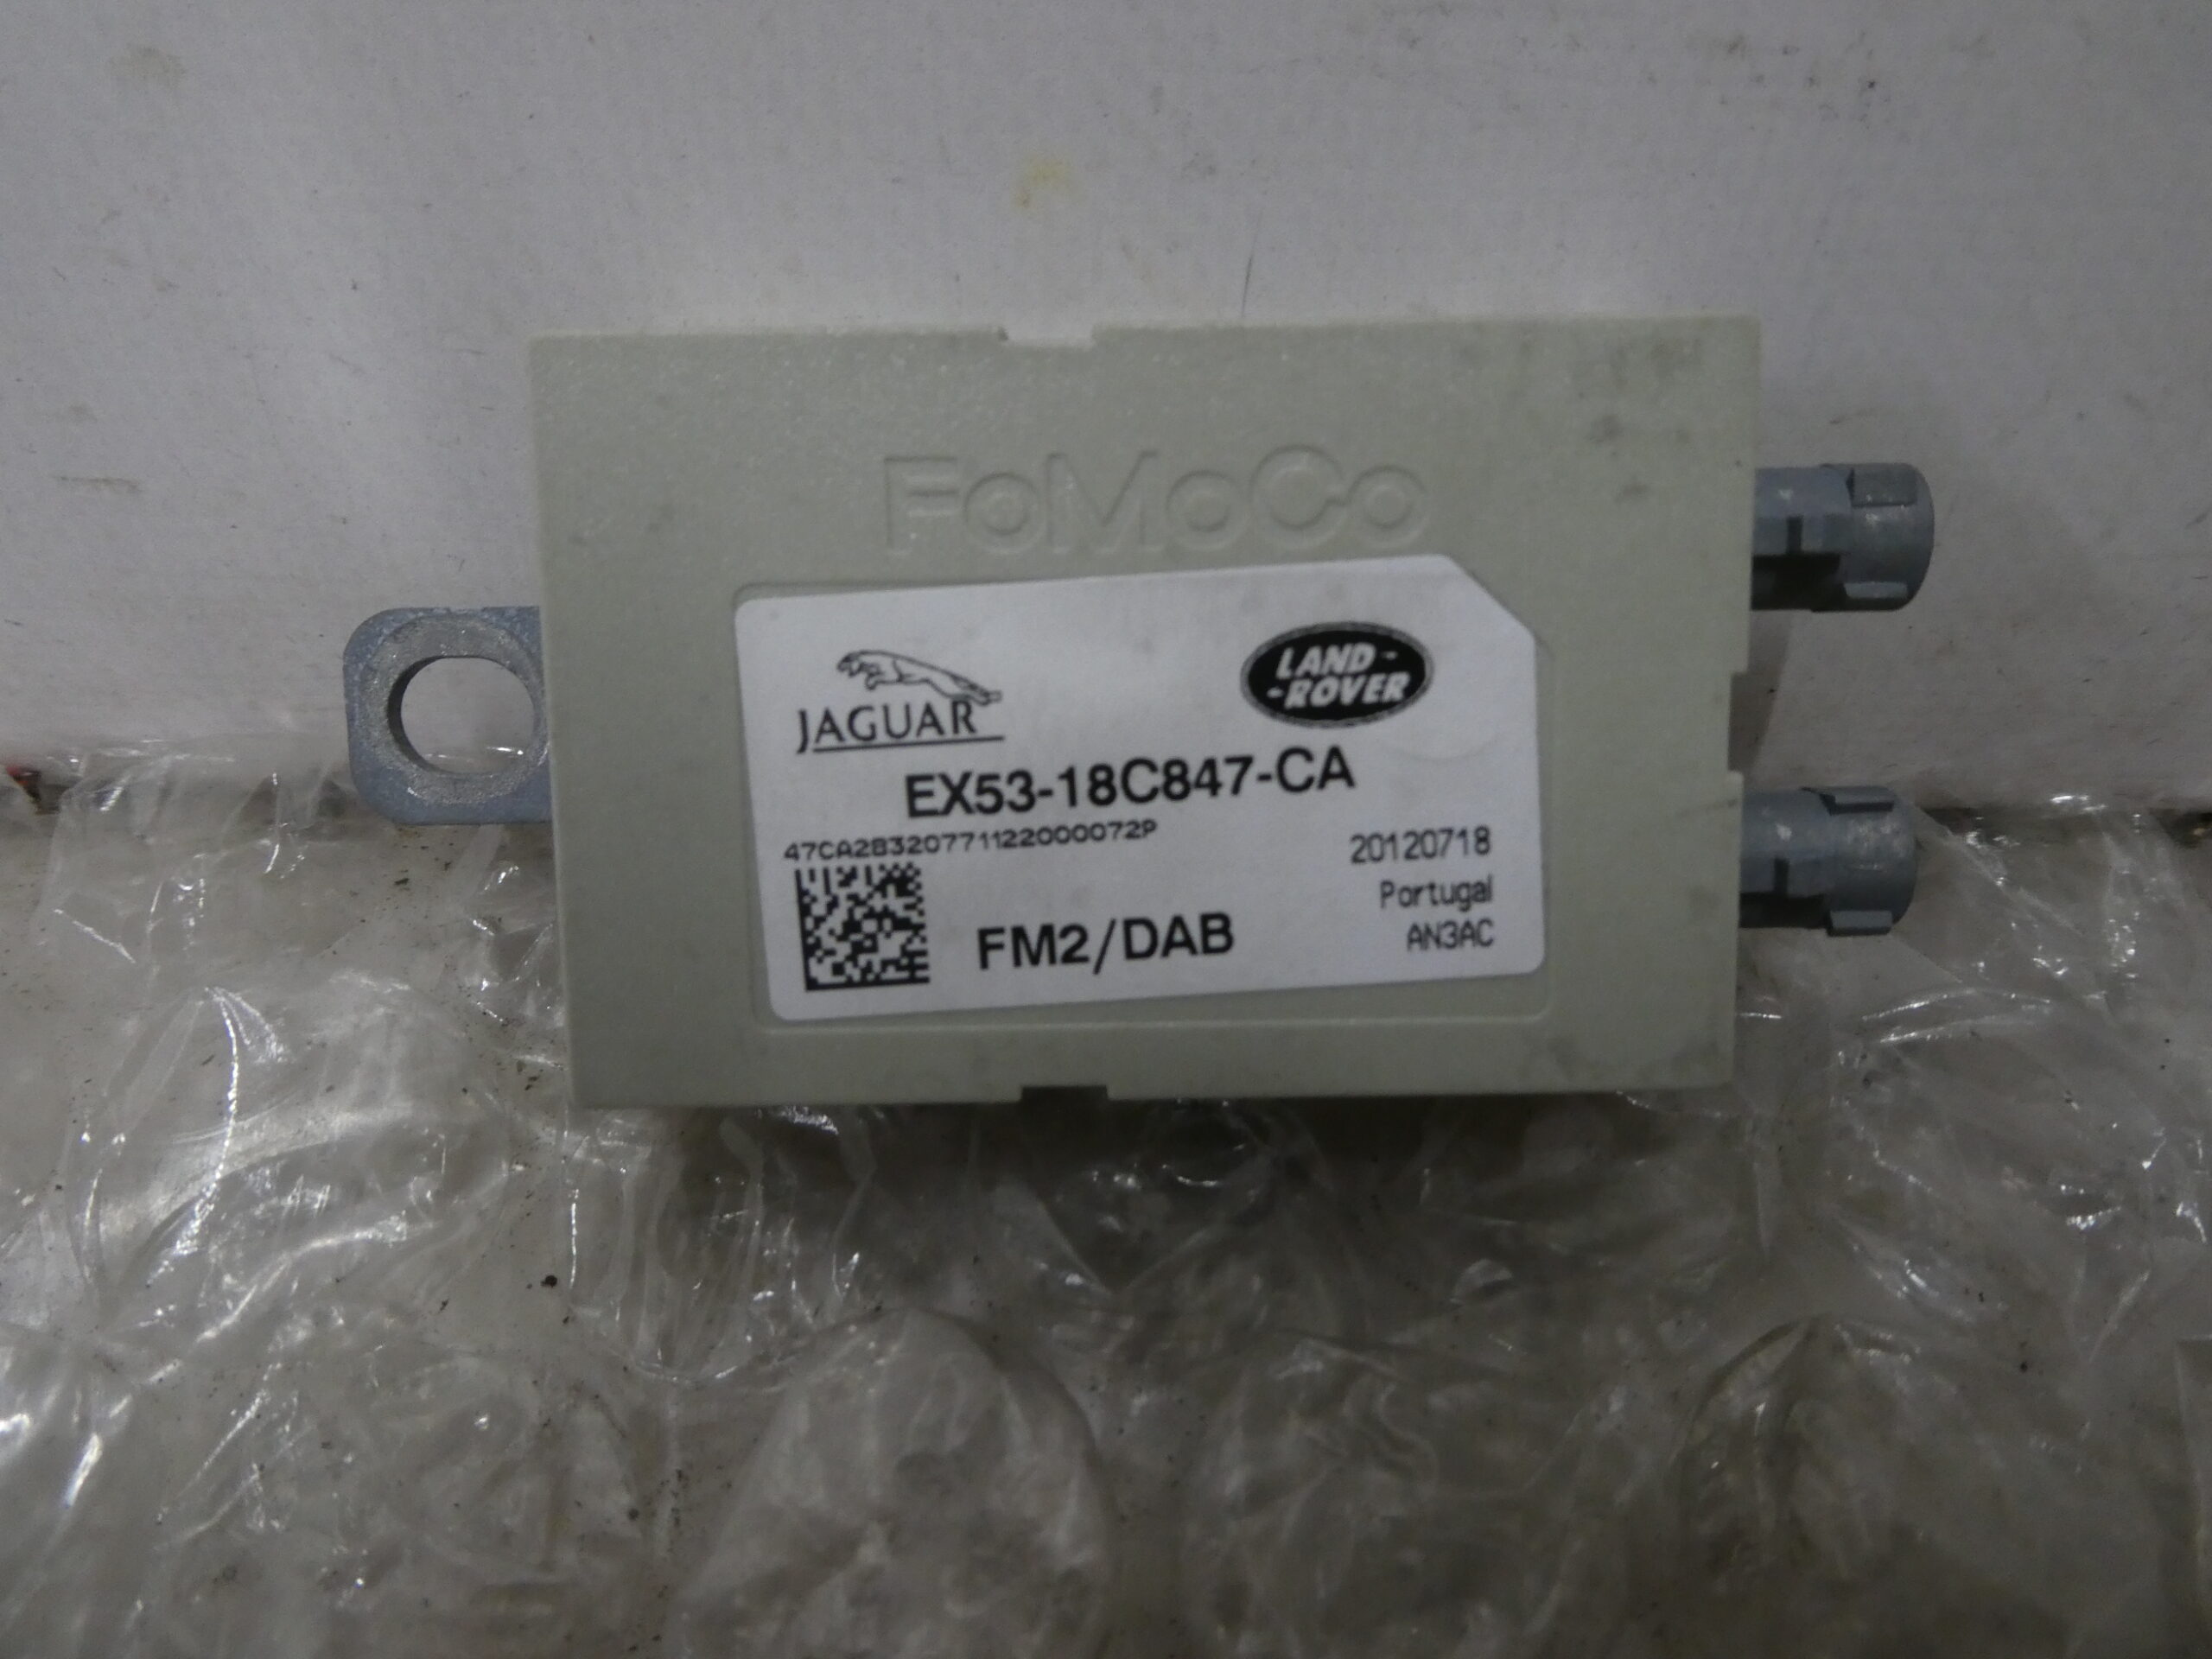 FoMoCo
JAGUAR
LAND-
-ROVER
EX53-18C847-CA
47CA2B320771122000072P
20120718
Portugal
FM2/DAB
AN3AC